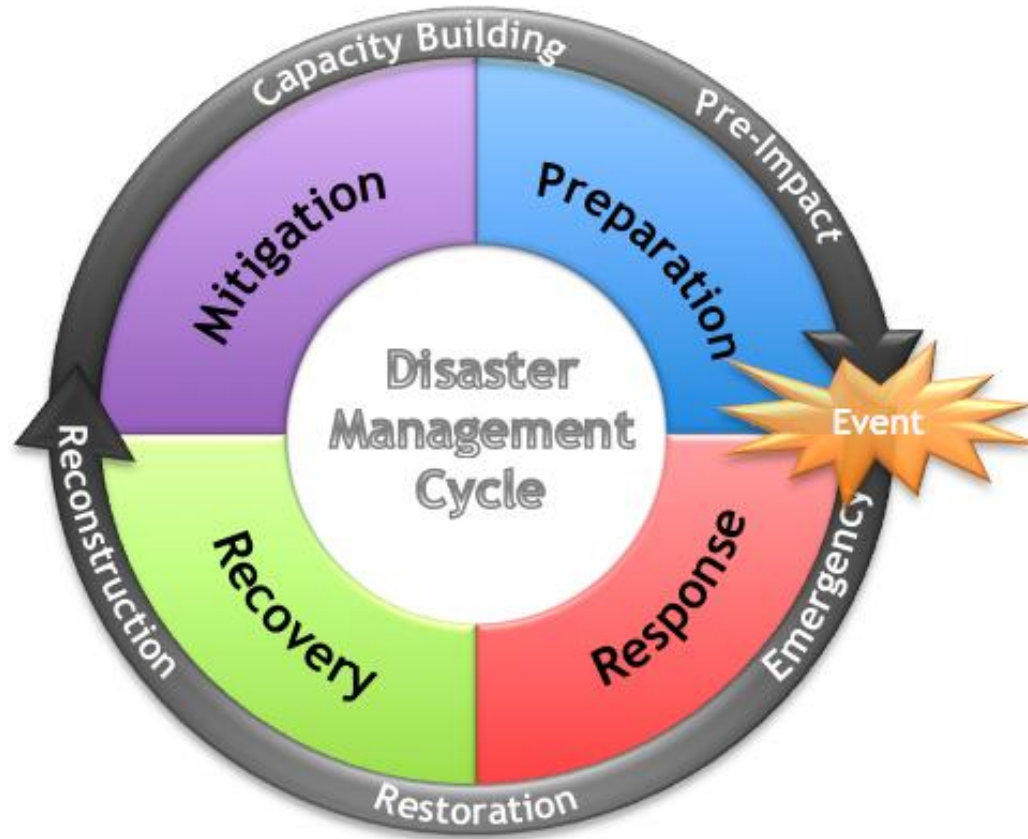 Capacity Building
Pre-Impact
Mitigation
Preparation
Disaster
Management
Cycle
Event
Reconstruction
Recovery
Response
Emergency
Restoration